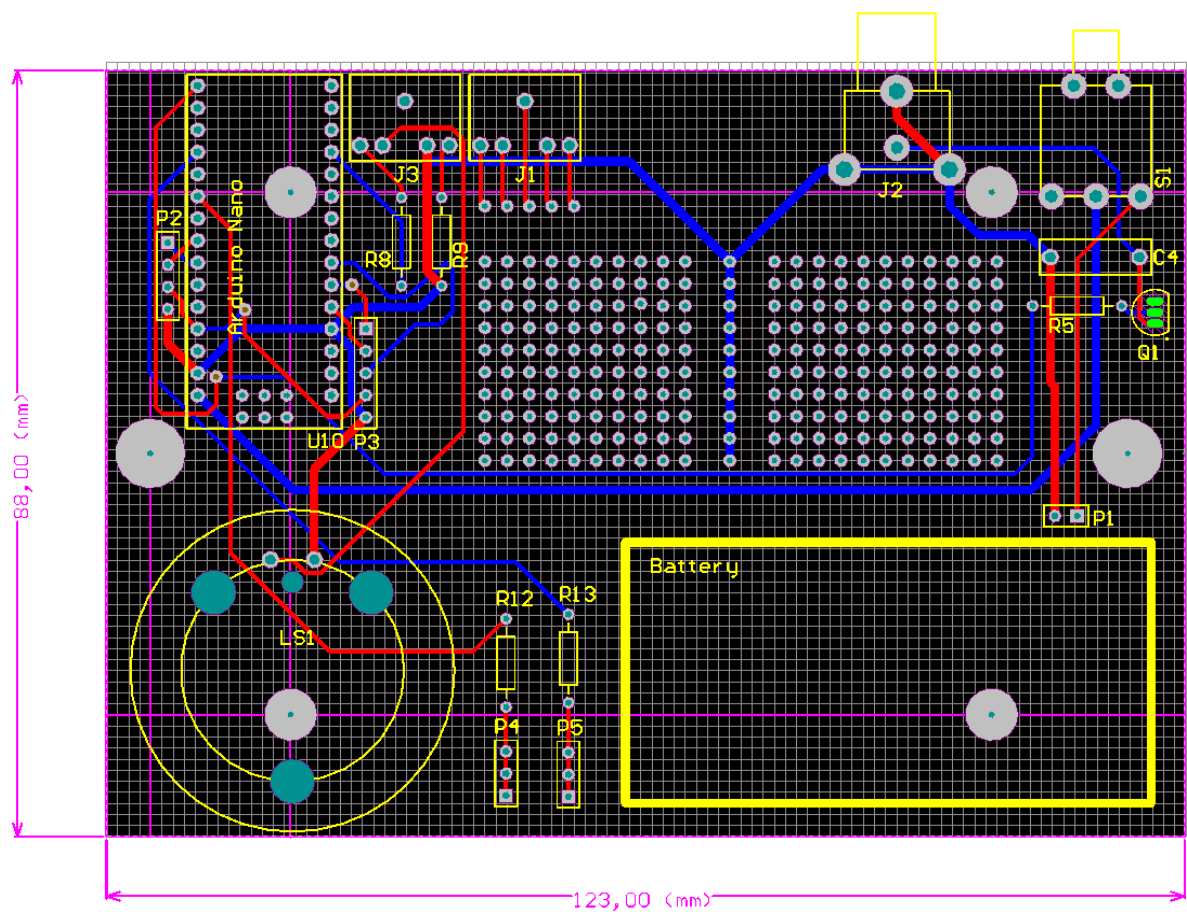 J3
J1
J2
S1
P2
Arduino Nano
R8
R9
C4
R5
Q1
U10
P3
88,00 (mm)
P1
Battery
R12
R13
LS1
P4
P5
123,00 (mm)